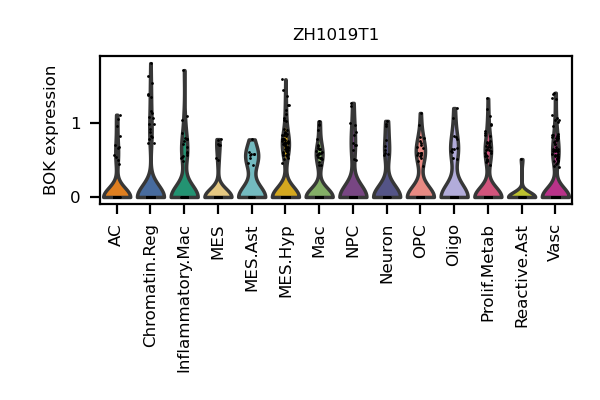 ZH1019T1
BOK expression
1
0
AC
Chromatin.Reg
Inflammatory.Mac
MES
MES.Ast
MES.Hyp
Mac
NPC
Neuron
OPC
Oligo
Prolif.Metab
Reactive.Ast
Vasc